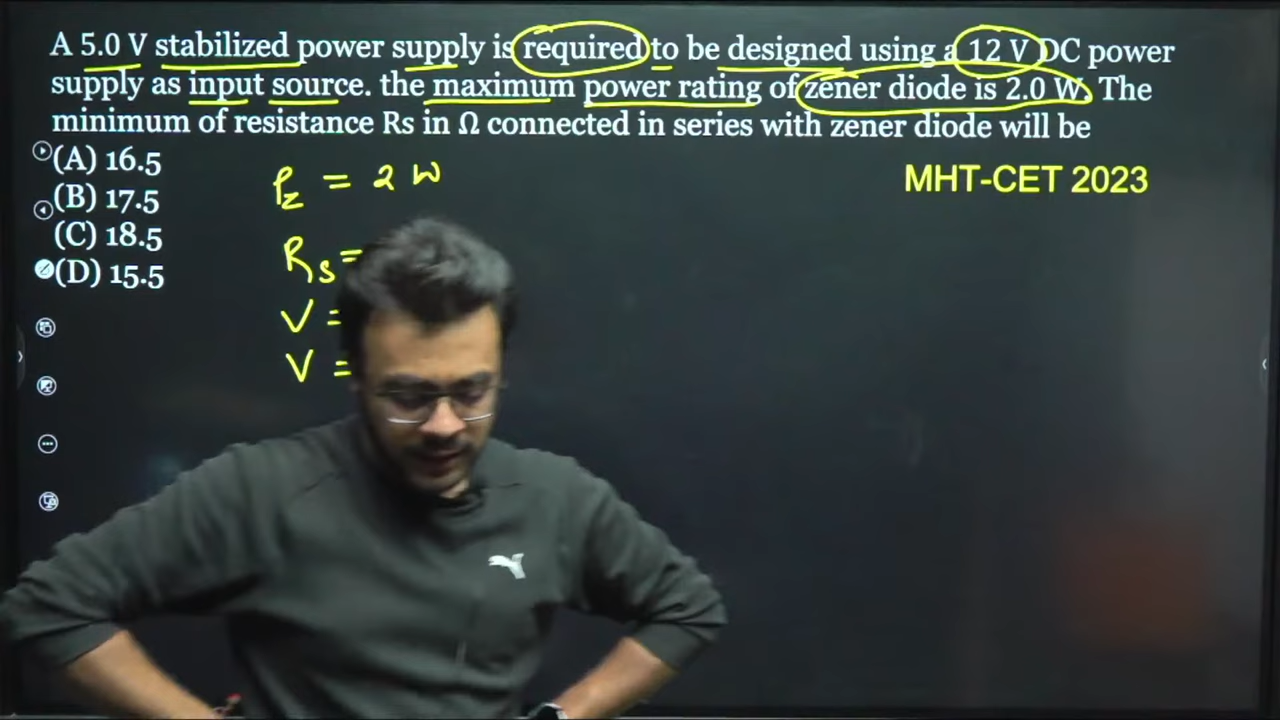 A 5.0 V stabilized power supply is required to be designed using a 12 V DC power
supply as input source. the maximum power rating of zener diode is 2.0 W. The
minimum of resistance Rs in Ω connected in series with zener diode will be
(A) 16.5
(B) 17.5
(C) 18.5
(D) 15.5
MHT-CET 2023
Pz = 2 W
Rs =
V =
V =